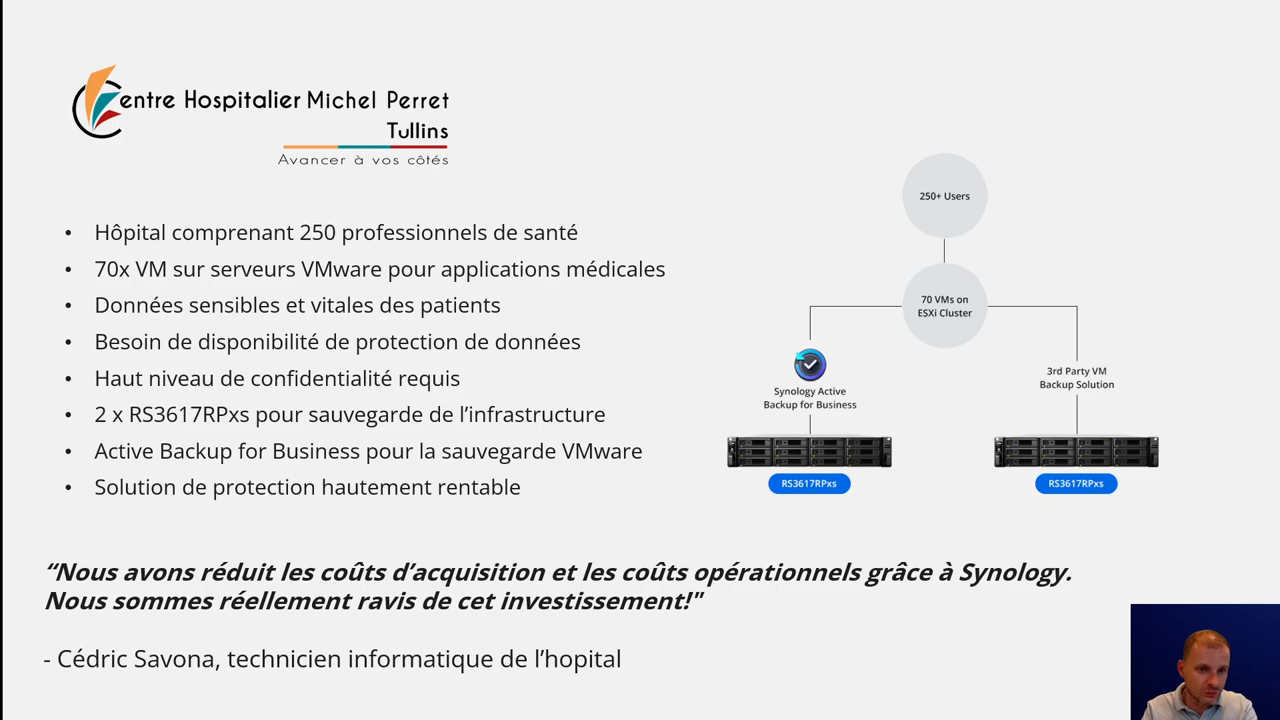 Centre Hospitalier Michel Perret
Tullins
Avancer à vos côtés
• Hôpital comprenant 250 professionnels de santé
• 70x VM sur serveurs VMware pour applications médicales
• Données sensibles et vitales des patients
• Besoin de disponibilité de protection de données
• Haut niveau de confidentialité requis
• 2 x RS3617RPxs pour sauvegarde de l’infrastructure
• Active Backup for Business pour la sauvegarde VMware
• Solution de protection hautement rentable
250+ Users
70 VMs on
ESXi Cluster
Synology Active
Backup for Business
RS3617RPxs
3rd Party VM
Backup Solution
RS3617RPxs
“Nous avons réduit les coûts d’acquisition et les coûts opérationnels grâce à Synology.
Nous sommes réellement ravis de cet investissement!"
- Cédric Savona, technicien informatique de l’hopital